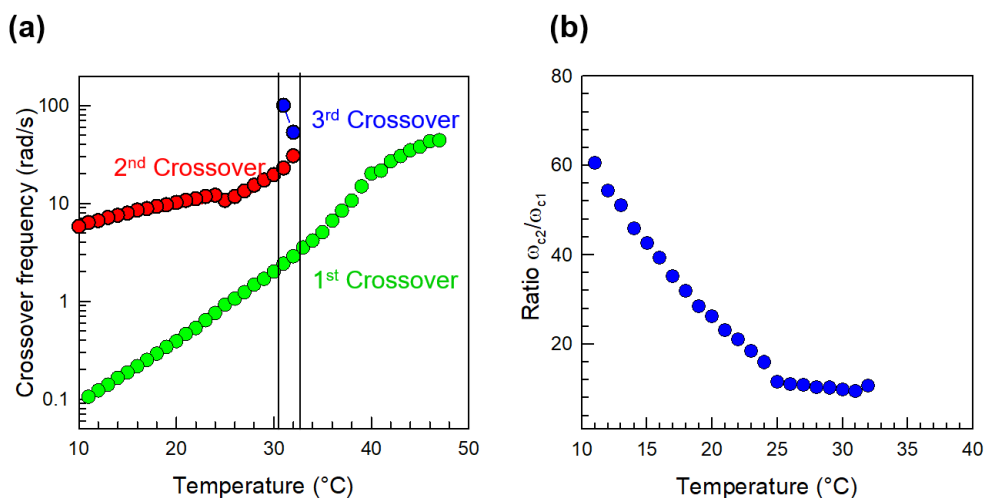 (a)
(b)
Crossover frequency (rad/s)
100
10
1
0.1
2nd Crossover
3rd Crossover
1st Crossover
10 20 30 40 50
Temperature (°C)
Ratio ωc2/ωc1
80
60
40
20
10 15 20 25 30 35 40
Temperature (°C)